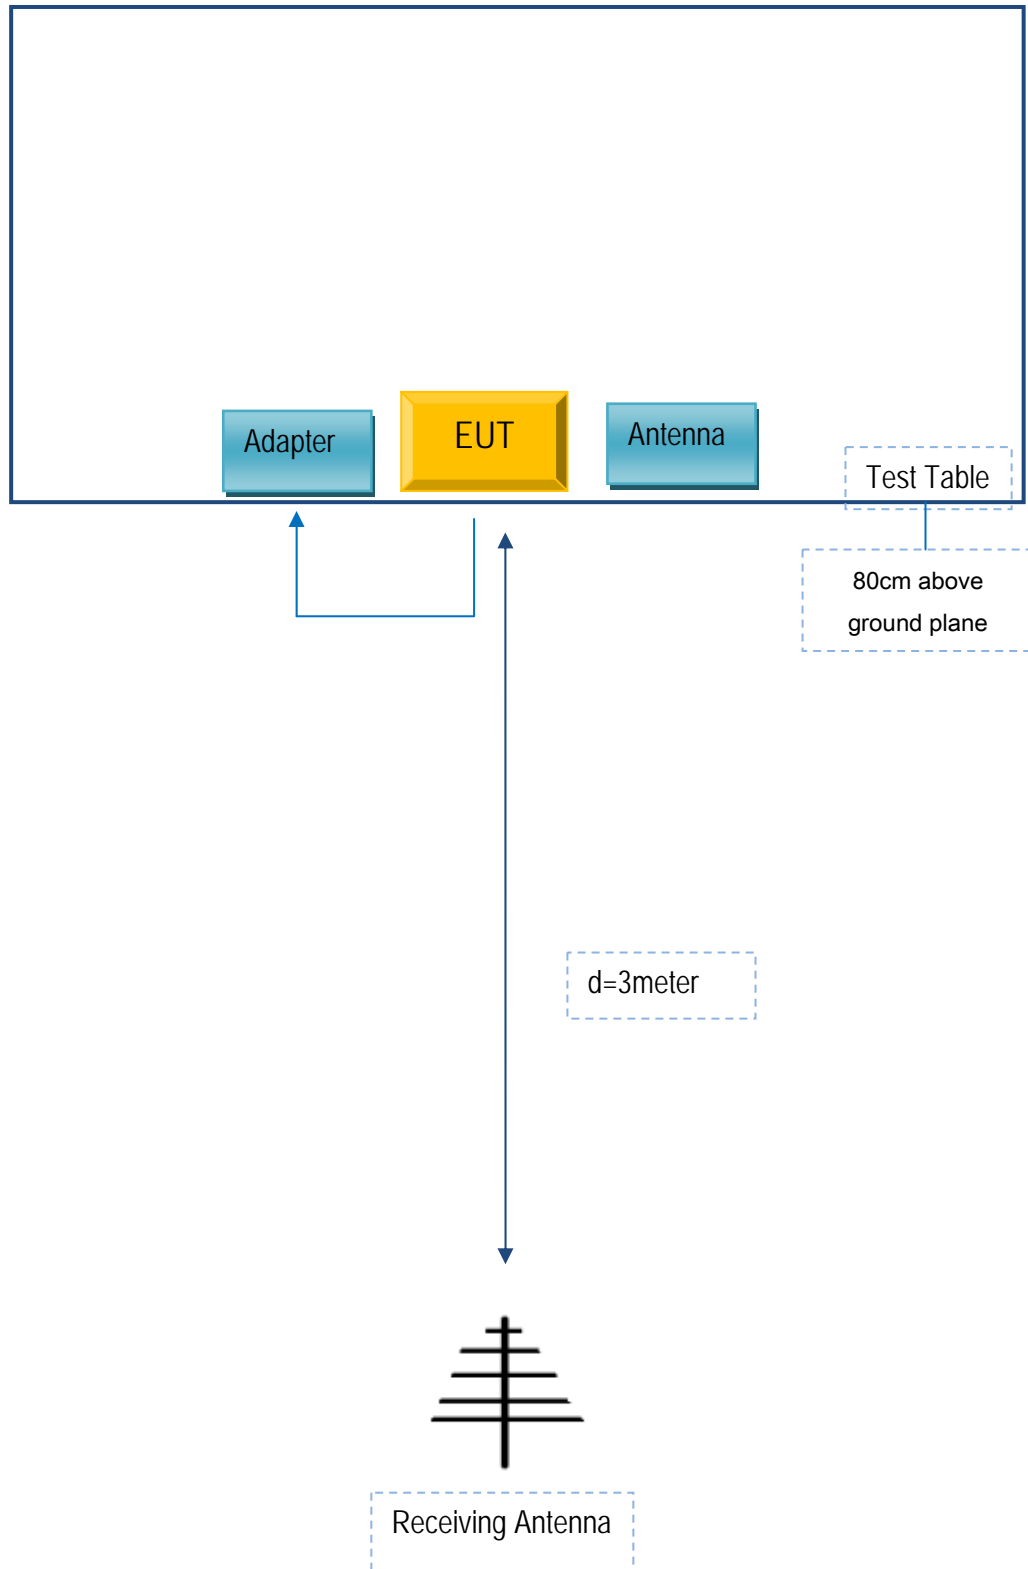 Adapter
EUT
Antenna
Test Table
80cm above
ground plane
d=3meter
Receiving Antenna